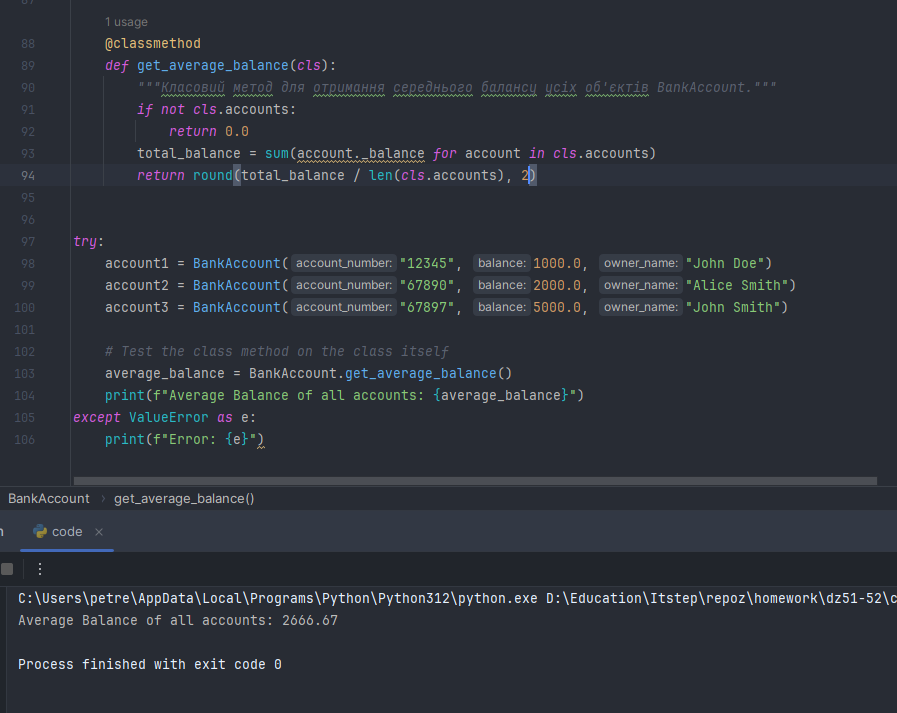 1 usage
88 @classmethod
89 def get_average_balance(cls):
90 """Класовий метод для отримання середнього балансу усіх об'єктів BankAccount."""
91 if not cls.accounts:
92 return 0.0
93 total_balance = sum(account._balance for account in cls.accounts)
94 return round(total_balance / len(cls.accounts), 2)
95
96
97 try:
98 account1 = BankAccount( account_number: "12345", balance: 1000.0, owner_name: "John Doe")
99 account2 = BankAccount( account_number: "67890", balance: 2000.0, owner_name: "Alice Smith")
100 account3 = BankAccount( account_number: "67897", balance: 5000.0, owner_name: "John Smith")
101
102 # Test the class method on the class itself
103 average_balance = BankAccount.get_average_balance()
104 print(f"Average Balance of all accounts: {average_balance}")
105 except ValueError as e:
106 print(f"Error: {e}")
BankAccount › get_average_balance()
code ×
C:\Users\petre\AppData\Local\Programs\Python\Python312\python.exe D:\Education\Itstep\repoz\homework\dz51-52\c
Average Balance of all accounts: 2666.67
Process finished with exit code 0